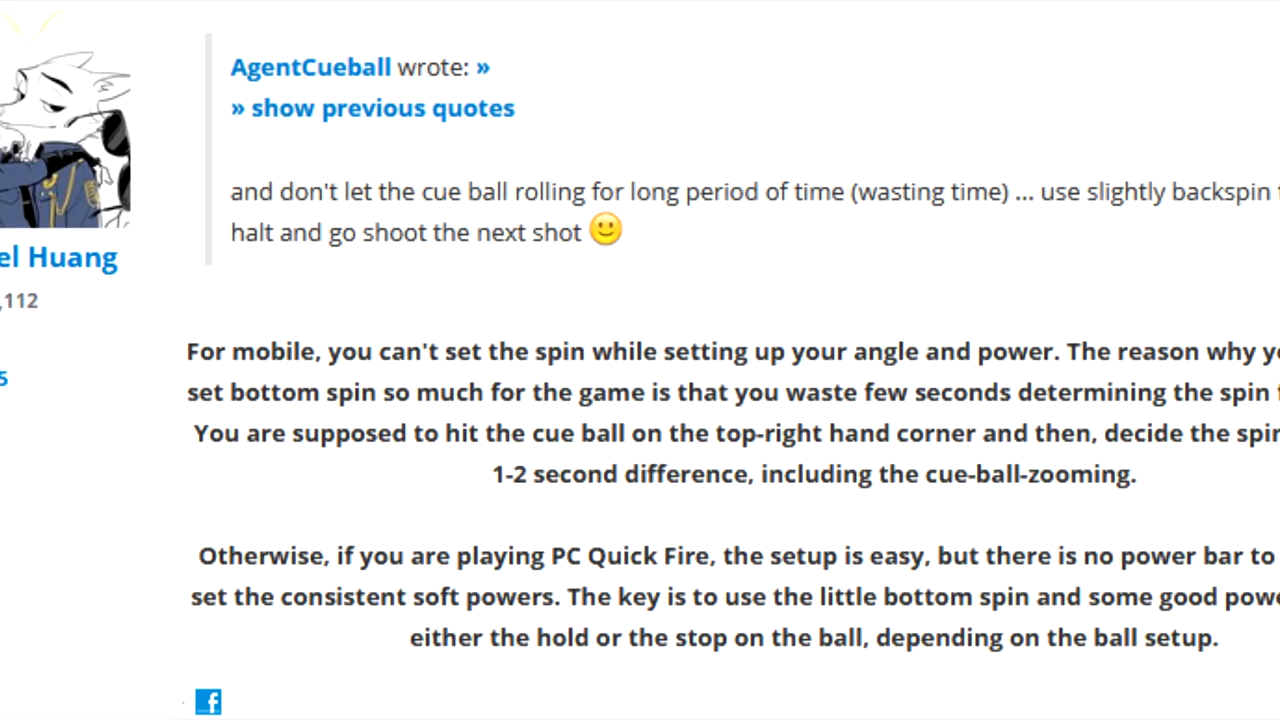 AgentCueball wrote: »
» show previous quotes
and don't let the cue ball rolling for long period of time (wasting time) ... use slightly backspin
halt and go shoot the next shot
el Huang
,112
5
For mobile, you can't set the spin while setting up your angle and power. The reason why
set bottom spin so much for the game is that you waste few seconds determining the spin
You are supposed to hit the cue ball on the top-right hand corner and then, decide the
1-2 second difference, including the cue-ball-zooming.
Otherwise, if you are playing PC Quick Fire, the setup is easy, but there is no power bar to
set the consistent soft powers. The key is to use the little bottom spin and some good
either the hold or the stop on the ball, depending on the ball setup.
f